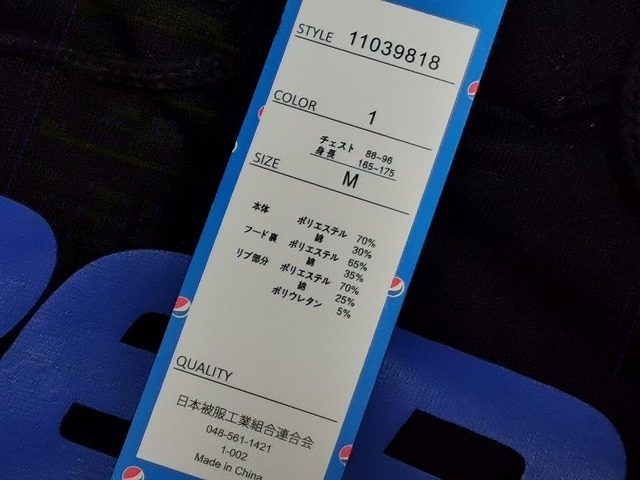 STYLE 11039818
COLOR 1
チェスト 88-96
身長 165-175
SIZE M
本体 ポリエステル 70%
綿 30%
フード裏 ポリエステル 65%
綿 35%
リブ部分 ポリエステル 70%
綿 25%
ポリウレタン 5%
QUALITY
日本被服工業組合連合会
048-561-1421
1-002
Made in China